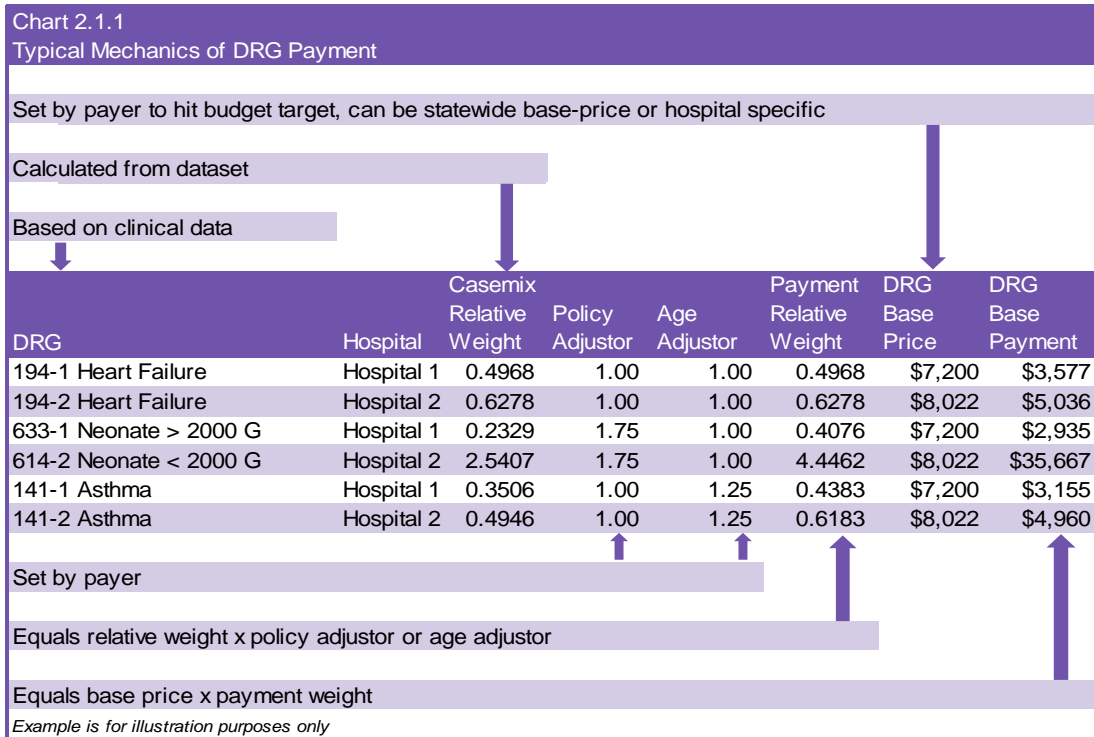 Chart 2.1.1
Typical Mechanics of DRG Payment
Set by payer to hit budget target, can be statewide base-price or hospital specific
Calculated from dataset
Based on clinical data
Casemix Payment DRG DRG
Relative Policy Age Relative Base Base
DRG Hospital Weight Adjustor Adjustor Weight Price Payment
194-1 Heart Failure Hospital 1 0.4968 1.00 1.00 0.4968 $7,200 $3,577
194-2 Heart Failure Hospital 2 0.6278 1.00 1.00 0.6278 $8,022 $5,036
633-1 Neonate > 2000 G Hospital 1 0.2329 1.75 1.00 0.4076 $7,200 $2,935
614-2 Neonate < 2000 G Hospital 2 2.5407 1.75 1.00 4.4462 $8,022 $35,667
141-1 Asthma Hospital 1 0.3506 1.00 1.25 0.4383 $7,200 $3,155
141-2 Asthma Hospital 2 0.4946 1.00 1.25 0.6183 $8,022 $4,960
Set by payer
Equals relative weight x policy adjustor or age adjustor
Equals base price x payment weight
Example is for illustration purposes only